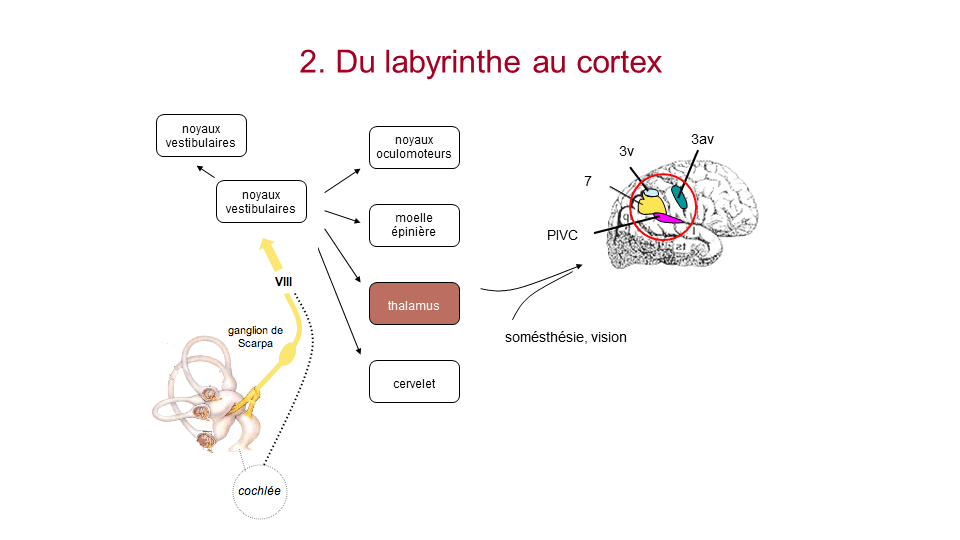 2. Du labyrinthe au cortex
noyaux
vestibulaires
noyaux
vestibulaires
noyaux
oculomoteurs
moelle
épinière
thalamus
cervelet
VIII
ganglion de
Scarpa
cochlée
3av
3v
7
PIVC
somésthésie, vision